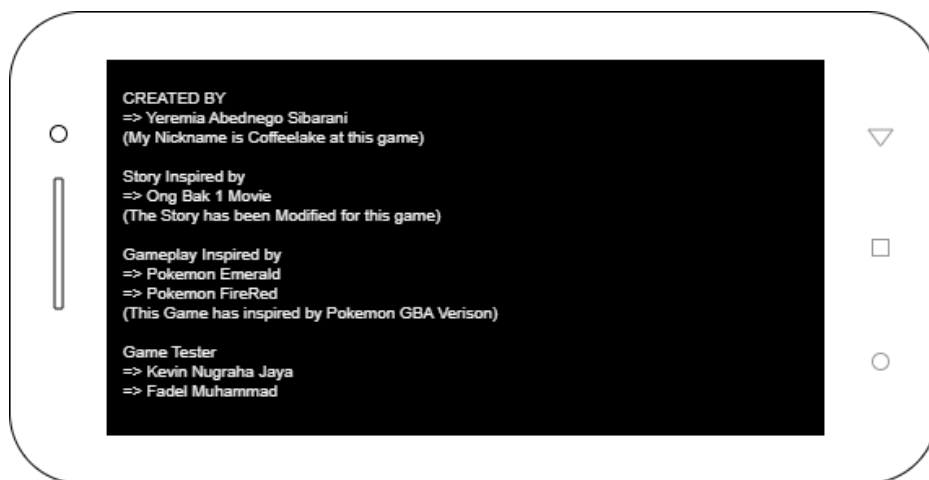 CREATED BY
=> Yeremia Abednego Sibarani
(My Nickname is Coffeelake at this game)
Story Inspired by
=> Ong Bak 1 Movie
(The Story has been Modified for this game)
Gameplay Inspired by
=> Pokemon Emerald
=> Pokemon FireRed
(This Game has inspired by Pokemon GBA Verison)
Game Tester
=> Kevin Nugraha Jaya
=> Fadel Muhammad